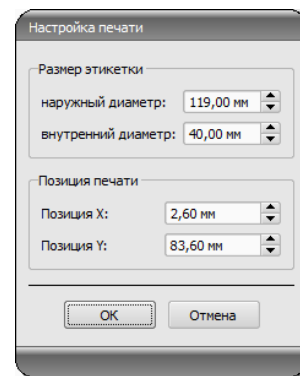 Настройка печати
Размер этикетки
наружный диаметр: 119,00 мм
внутренний диаметр: 40,00 мм
Позиция печати
Позиция X: 2,60 мм
Позиция Y: 83,60 мм
OK Отмена